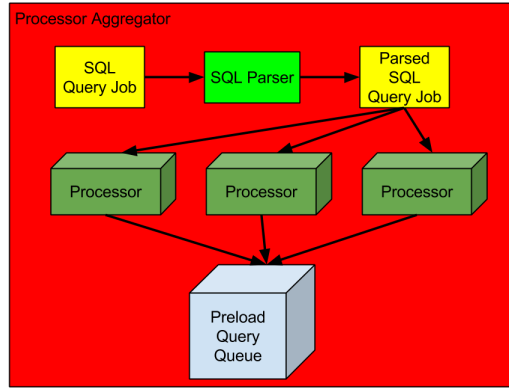 Processor Aggregator
SQL
Query Job
SQL Parser
Parsed
SQL
Query Job
Processor
Processor
Processor
Preload
Query
Queue